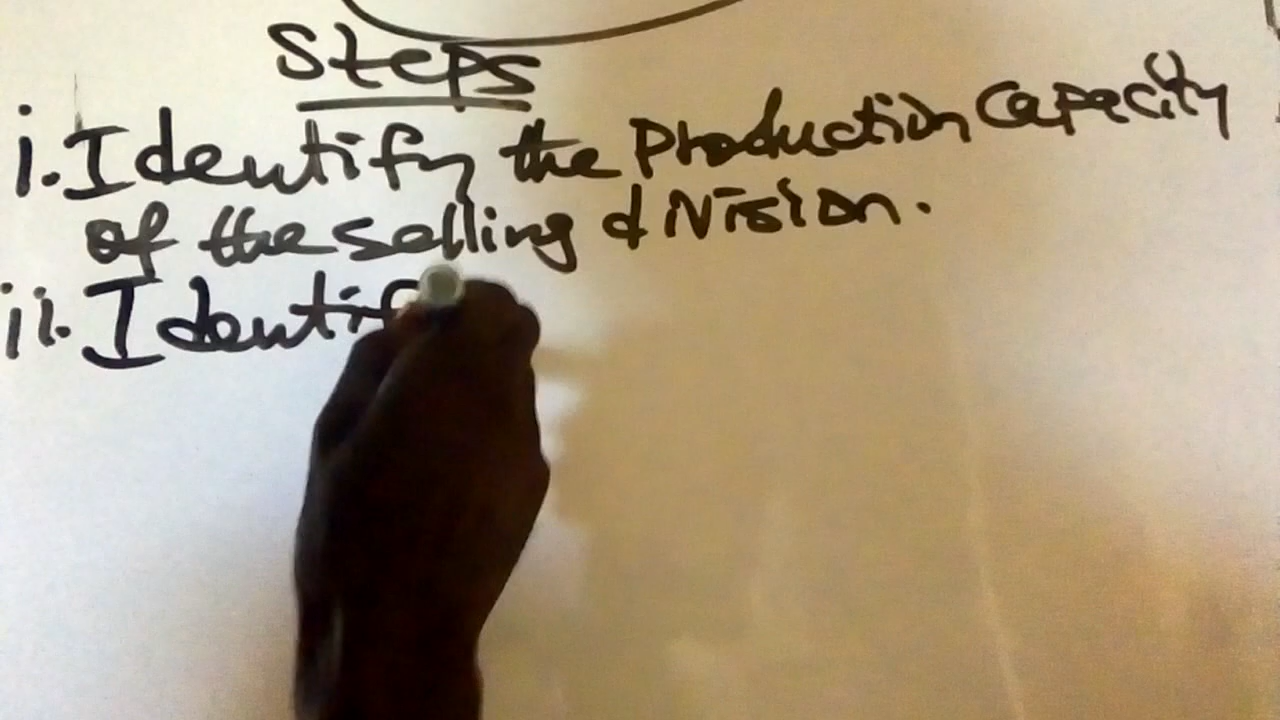 Steps
i. Identify the production capacity
of the selling division.
ii. Identif